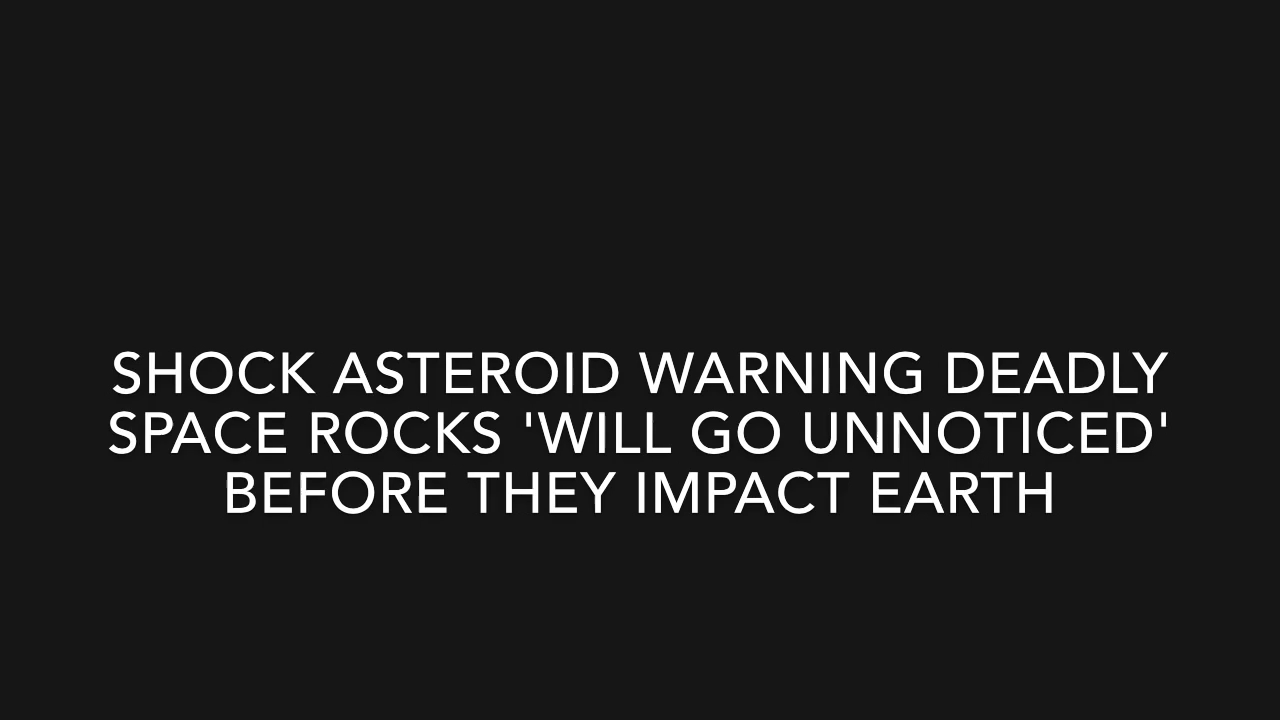 SHOCK ASTEROID WARNING DEADLY
SPACE ROCKS 'WILL GO UNNOTICED'
BEFORE THEY IMPACT EARTH